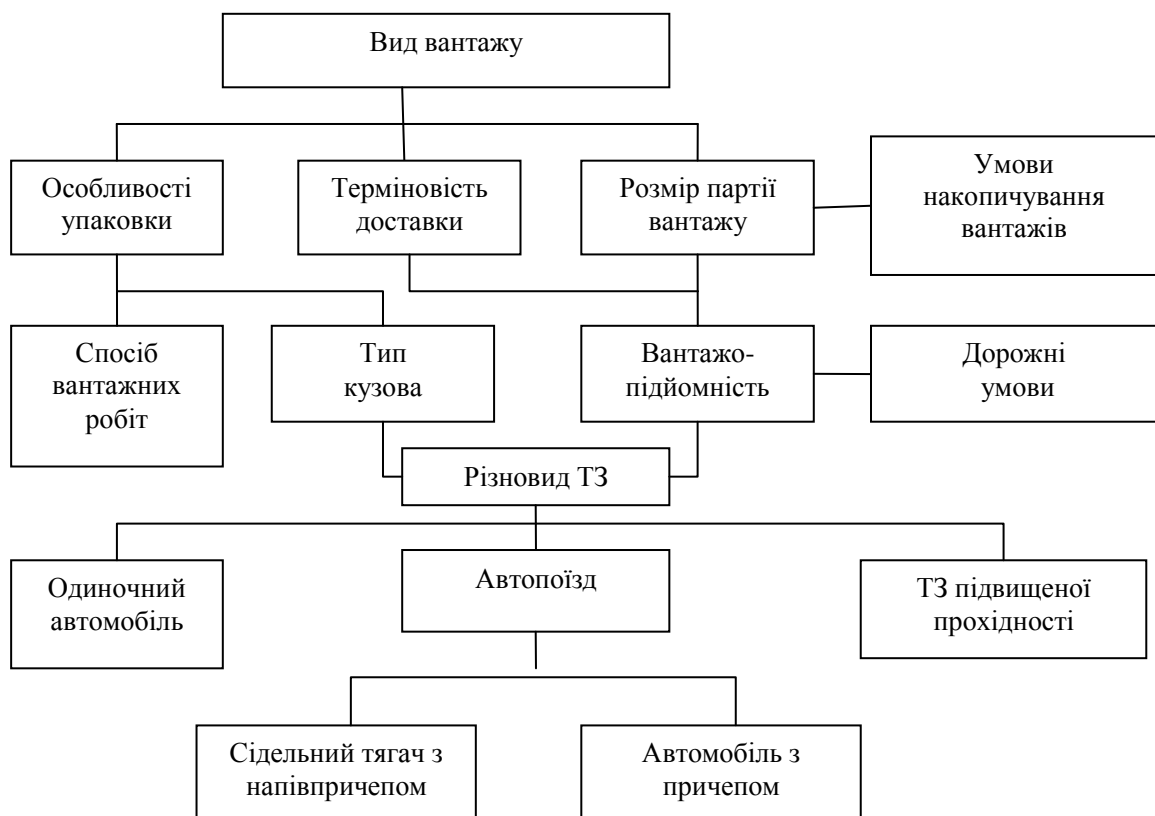 Вид вантажу
Особливості
упаковки
Терміновість
доставки
Розмір партії
вантажу
Умови
накопичування
вантажів
Спосіб
вантажних
робіт
Тип
кузова
Вантажо-
підйомність
Дорожні
умови
Різновид ТЗ
Одиночний
автомобіль
Автопоїзд
ТЗ підвищеної
прохідності
Сідельний тягач з
напівпричепом
Автомобіль з
причепом